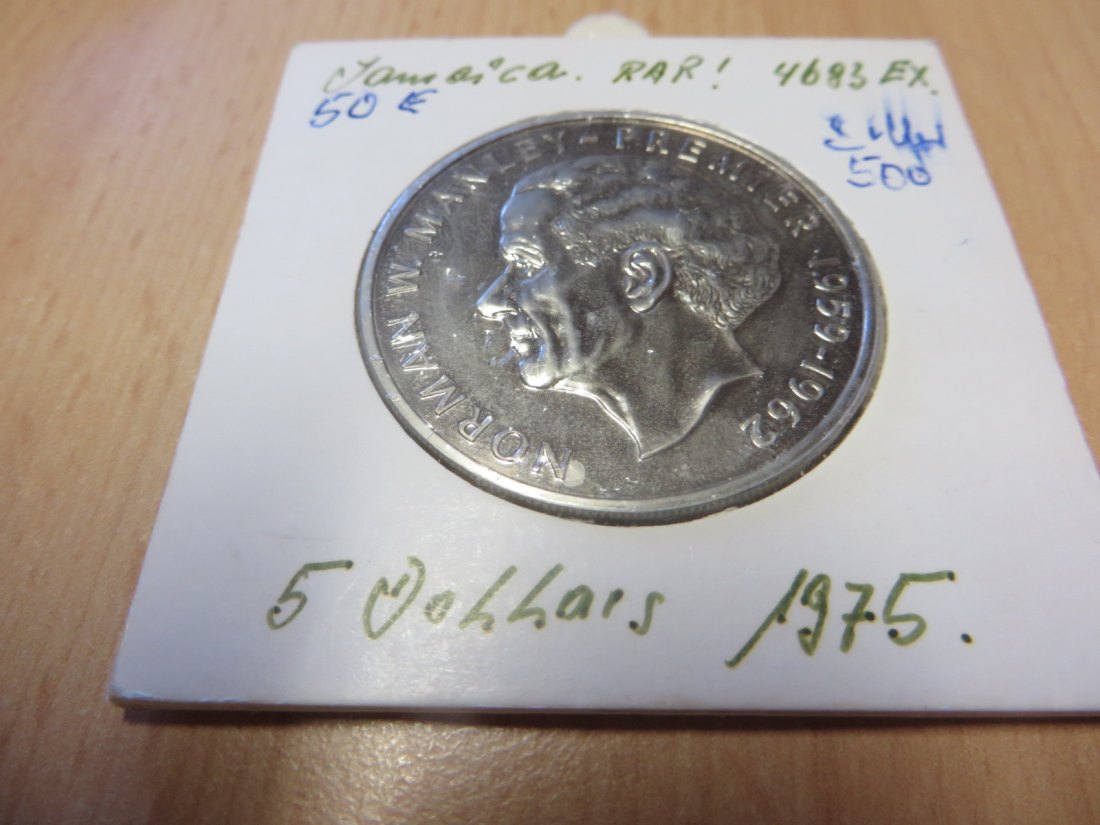 Jamaica. RAR! 4683 EX.
50 €
500
NORMAN W. MANLEY - PREMIER 1959-1962
5 Dollars 1975.